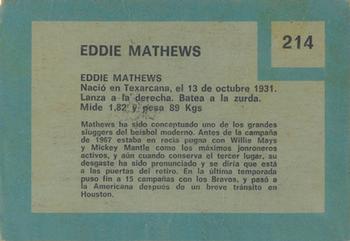 EDDIE MATHEWS
214
EDDIE MATHEWS
Nació en Texarcana, el 13 de octubre 1931.
Lanza a la derecha. Batea a la zurda.
Mide 1,82 y pesa 89 Kgs
Mathews ha sido conceptuado uno de los grandes
sluggers del beisbol moderno. Antes de la campaña
de 1967 estaba en recia pugna con Willie Mays
y Mickey Mantle como los máximos jonroneros
activos, y aún cuando conserva el tercer lugar, su
desgaste ha sido pronunciado y se diría que está
a las puertas del retiro. En la última temporada
puso fin a 15 campañas con los Bravos, y pasó a
la Americana después de un breve tránsito en
Houston.